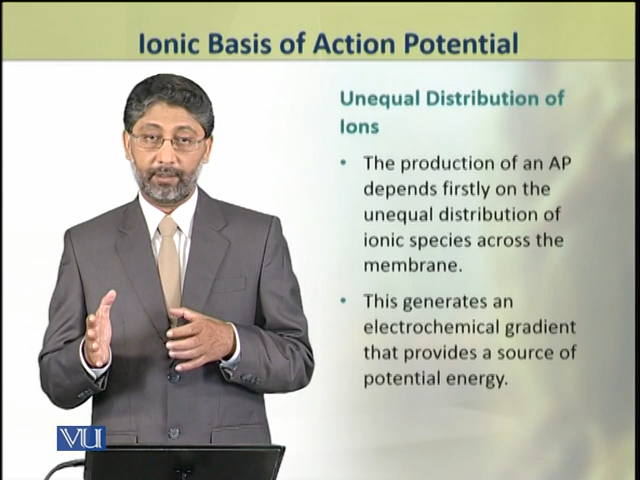 Ionic Basis of Action Potential
Unequal Distribution of
Ions
• The production of an AP
depends firstly on the
unequal distribution of
ionic species across the
membrane.
• This generates an
electrochemical gradient
that provides a source of
potential energy.
VU